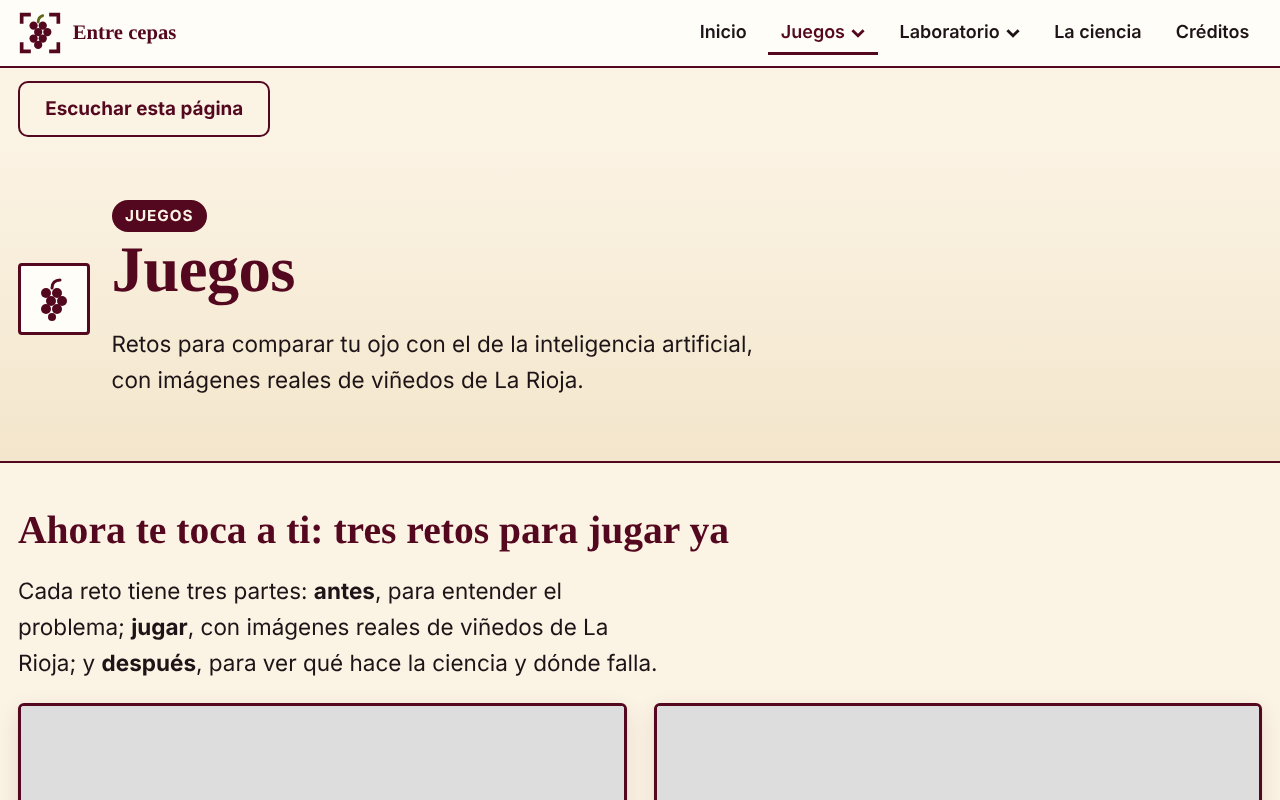 Entre cepas
Inicio
Juegos
Laboratorio
La ciencia
Créditos
Escuchar esta página
JUEGOS
Juegos
Retos para comparar tu ojo con el de la inteligencia artificial,
con imágenes reales de viñedos de La Rioja.
Ahora te toca a ti: tres retos para jugar ya
Cada reto tiene tres partes: antes, para entender el
problema; jugar, con imágenes reales de viñedos de La
Rioja; y después, para ver qué hace la ciencia y dónde falla.